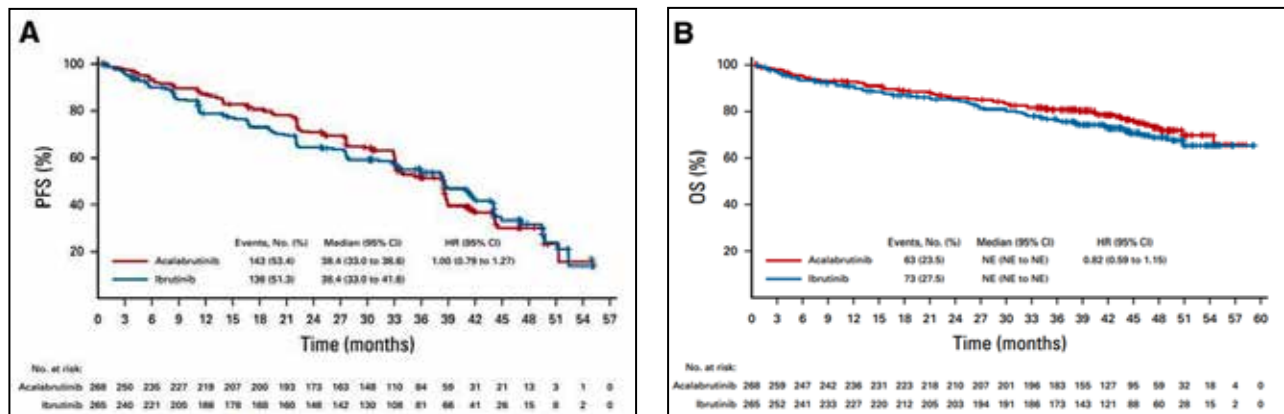 A
PFS (%)
100
80
60
40
20
Events, No. (%) Median (95% CI) HR (95% CI)
Acalabrutinib 143 (53.4) 38.4 (33.0 to 38.6) 1.00 (0.79 to 1.27)
Ibrutinib 136 (51.3) 38.4 (33.0 to 41.6)
0 3 6 9 12 15 18 21 24 27 30 33 36 39 42 45 48 51 54 57
Time (months)
No. at risk:
Acalabrutinib 268 250 235 227 219 207 200 193 173 163 148 110 84 59 31 21 13 3 1 0
Ibrutinib 265 240 221 205 186 178 168 160 148 142 130 108 81 66 41 26 15 8 2 0
B
OS (%)
100
80
60
40
20
Events, No. (%) Median (95% CI) HR (95% CI)
Acalabrutinib 63 (23.5) NE (NE to NE) 0.82 (0.59 to 1.15)
Ibrutinib 73 (27.5) NE (NE to NE)
0 3 6 9 12 15 18 21 24 27 30 33 36 39 42 45 48 51 54 57 60
Time (months)
No. at risk:
Acalabrutinib 268 259 247 242 236 231 223 218 210 207 201 196 183 155 127 95 59 32 18 4 0
Ibrutinib 265 252 241 233 227 220 212 205 203 194 191 186 173 143 121 88 60 28 15 2 0